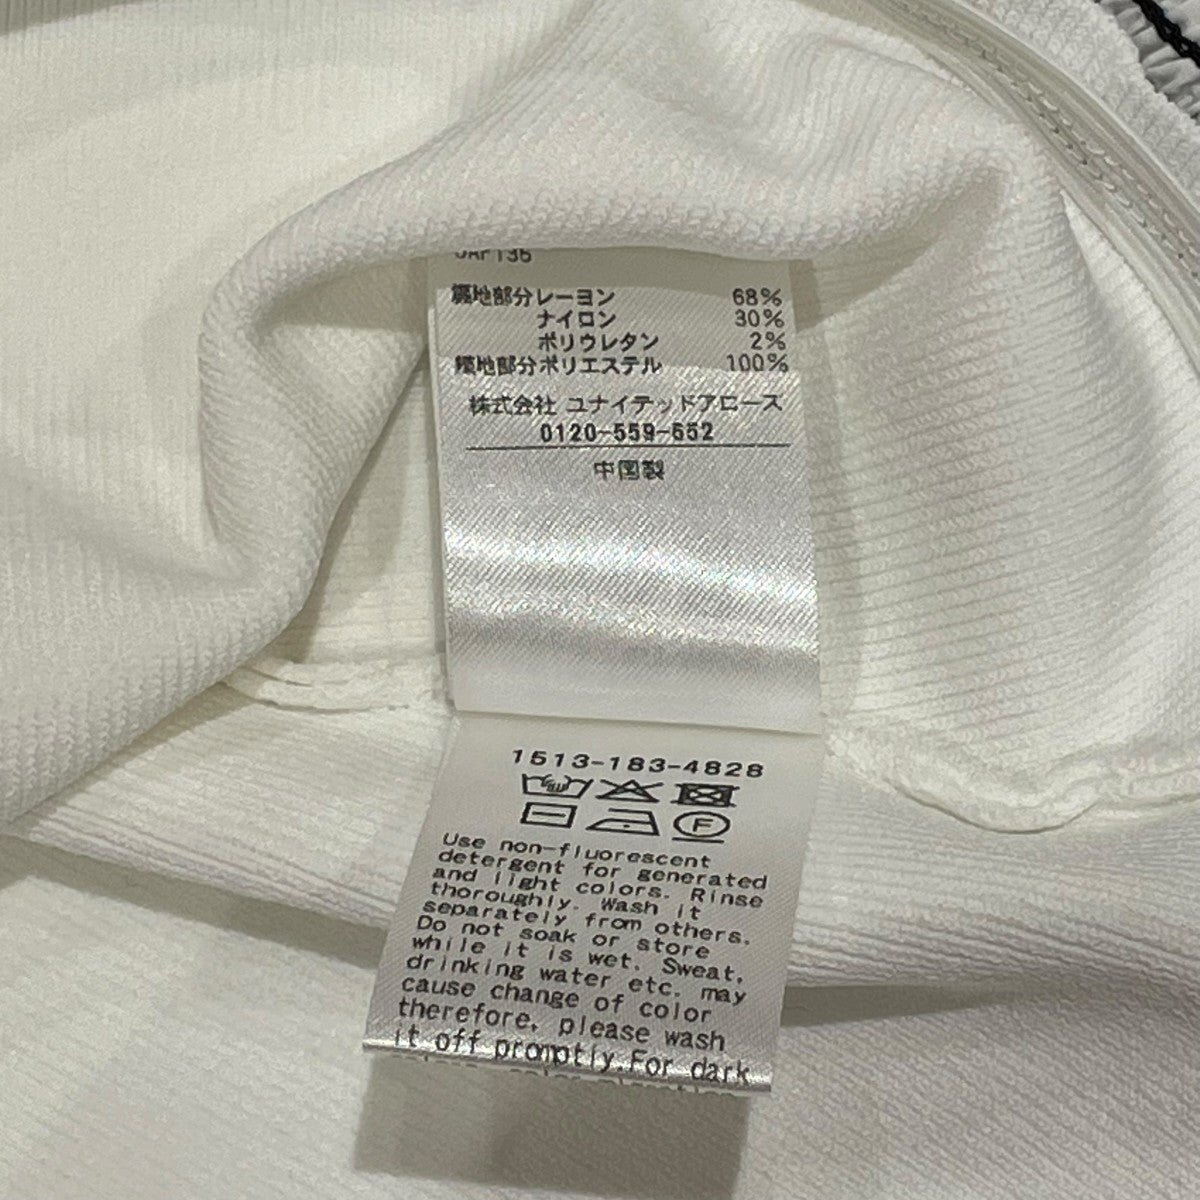 裏地部分レーヨン 68%
ナイロン 30%
ポリウレタン 2%
裏地部分ポリエステル 100%
株式会社 ユナイテッドアローズ
0120-559-652
中国製
1513-183-4828
F
Use non-fluorescent
detergent for generated
and light colors. Rinse
thoroughly. Wash it
separately from others.
Do not soak or store
while it is wet. Sweat,
drinking water etc. may
cause change of color
therefore, please wash
it off promptly.For dark